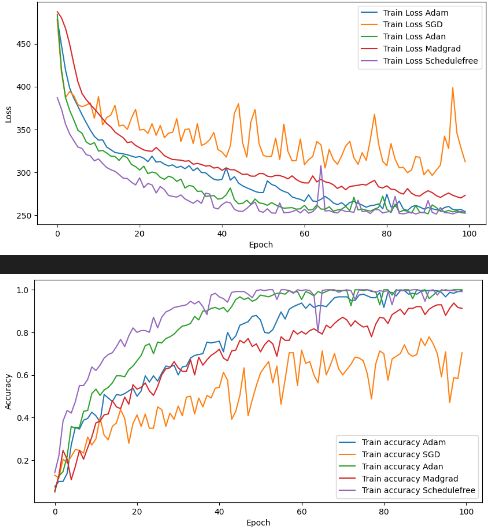 Train Loss Adam
Train Loss SGD
Train Loss Adan
Train Loss Madgrad
Train Loss Schedulefree
450
400
350
300
250
Loss
0 20 40 60 80 100
Epoch
1.0
0.8
0.6
0.4
0.2
Accuracy
Train accuracy Adam
Train accuracy SGD
Train accuracy Adan
Train accuracy Madgrad
Train accuracy Schedulefree
0 20 40 60 80 100
Epoch